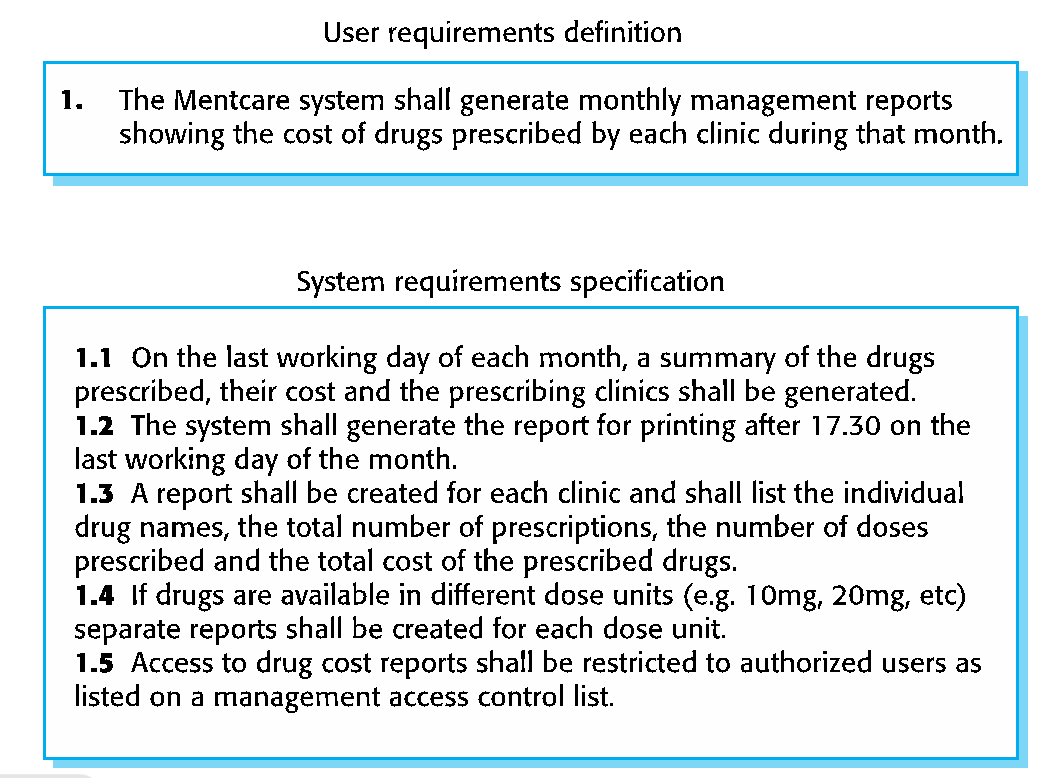 User requirements definition
1. The Mentcare system shall generate monthly management reports
showing the cost of drugs prescribed by each clinic during that month.
System requirements specification
1.1 On the last working day of each month, a summary of the drugs
prescribed, their cost and the prescribing clinics shall be generated.
1.2 The system shall generate the report for printing after 17.30 on the
last working day of the month.
1.3 A report shall be created for each clinic and shall list the individual
drug names, the total number of prescriptions, the number of doses
prescribed and the total cost of the prescribed drugs.
1.4 If drugs are available in different dose units (e.g. 10mg, 20mg, etc)
separate reports shall be created for each dose unit.
1.5 Access to drug cost reports shall be restricted to authorized users as
listed on a management access control list.